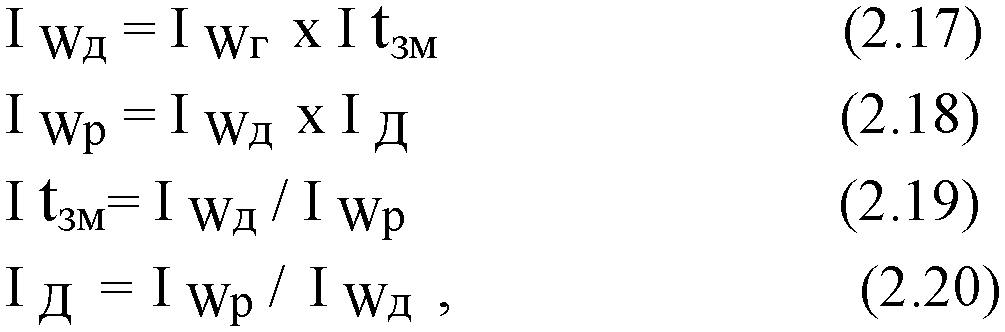 I Wд = I Wг x I tзм (2.17)
I Wр = I Wд x I Д (2.18)
I tзм= I Wд / I Wр (2.19)
I Д = I Wр / I Wд , (2.20)